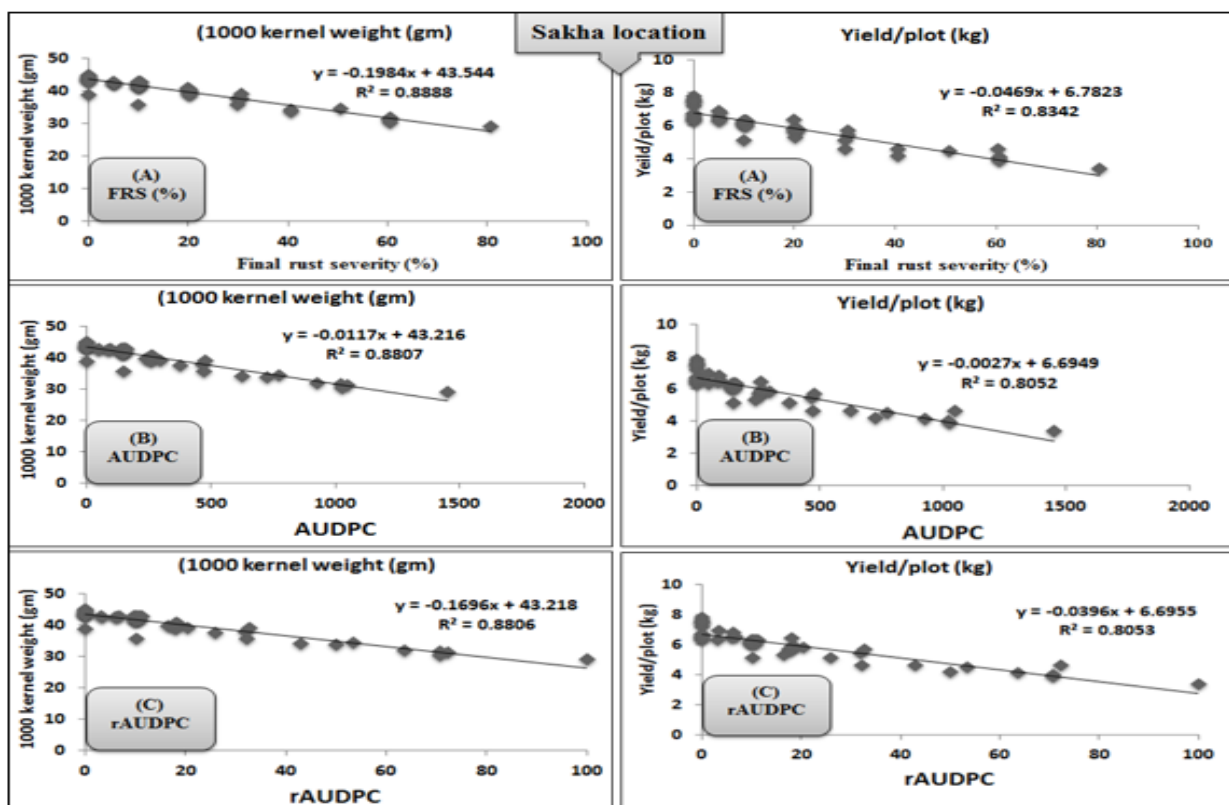 Sakha location
(1000 kernel weight (gm)
1000 kernel weight (gm)
50
40
30
20
10
0
y = -0.1984x + 43.544
R² = 0.8888
(A)
FRS (%)
0 20 40 60 80 100
Final rust severity (%)
Yield/plot (kg)
Yeild/plot (kg)
8
6
4
2
0
y = -0.0469x + 6.7823
R² = 0.8342
(A)
FRS (%)
0 20 40 60 80 100
Final rust severity (%)
(1000 kernel weight (gm)
1000 kernel weight (gm)
50
40
30
20
10
0
y = -0.0117x + 43.216
R² = 0.8807
(B)
AUDPC
0 500 1000 1500 2000
AUDPC
Yield/plot (kg)
Yield/plot (kg)
10
8
6
4
2
0
y = -0.0027x + 6.6949
R² = 0.8052
(B)
AUDPC
0 500 1000 1500 2000
AUDPC
(1000 kernel weight (gm)
1000 kernel weight (gm)
50
40
30
20
10
0
y = -0.1696x + 43.218
R² = 0.8806
(C)
rAUDPC
0 20 40 60 80 100
rAUDPC
Yield/plot (kg)
Yield/plot (kg)
10
8
6
4
2
0
y = -0.0396x + 6.6955
R² = 0.8053
(C)
rAUDPC
0 20 40 60 80 100
rAUDPC